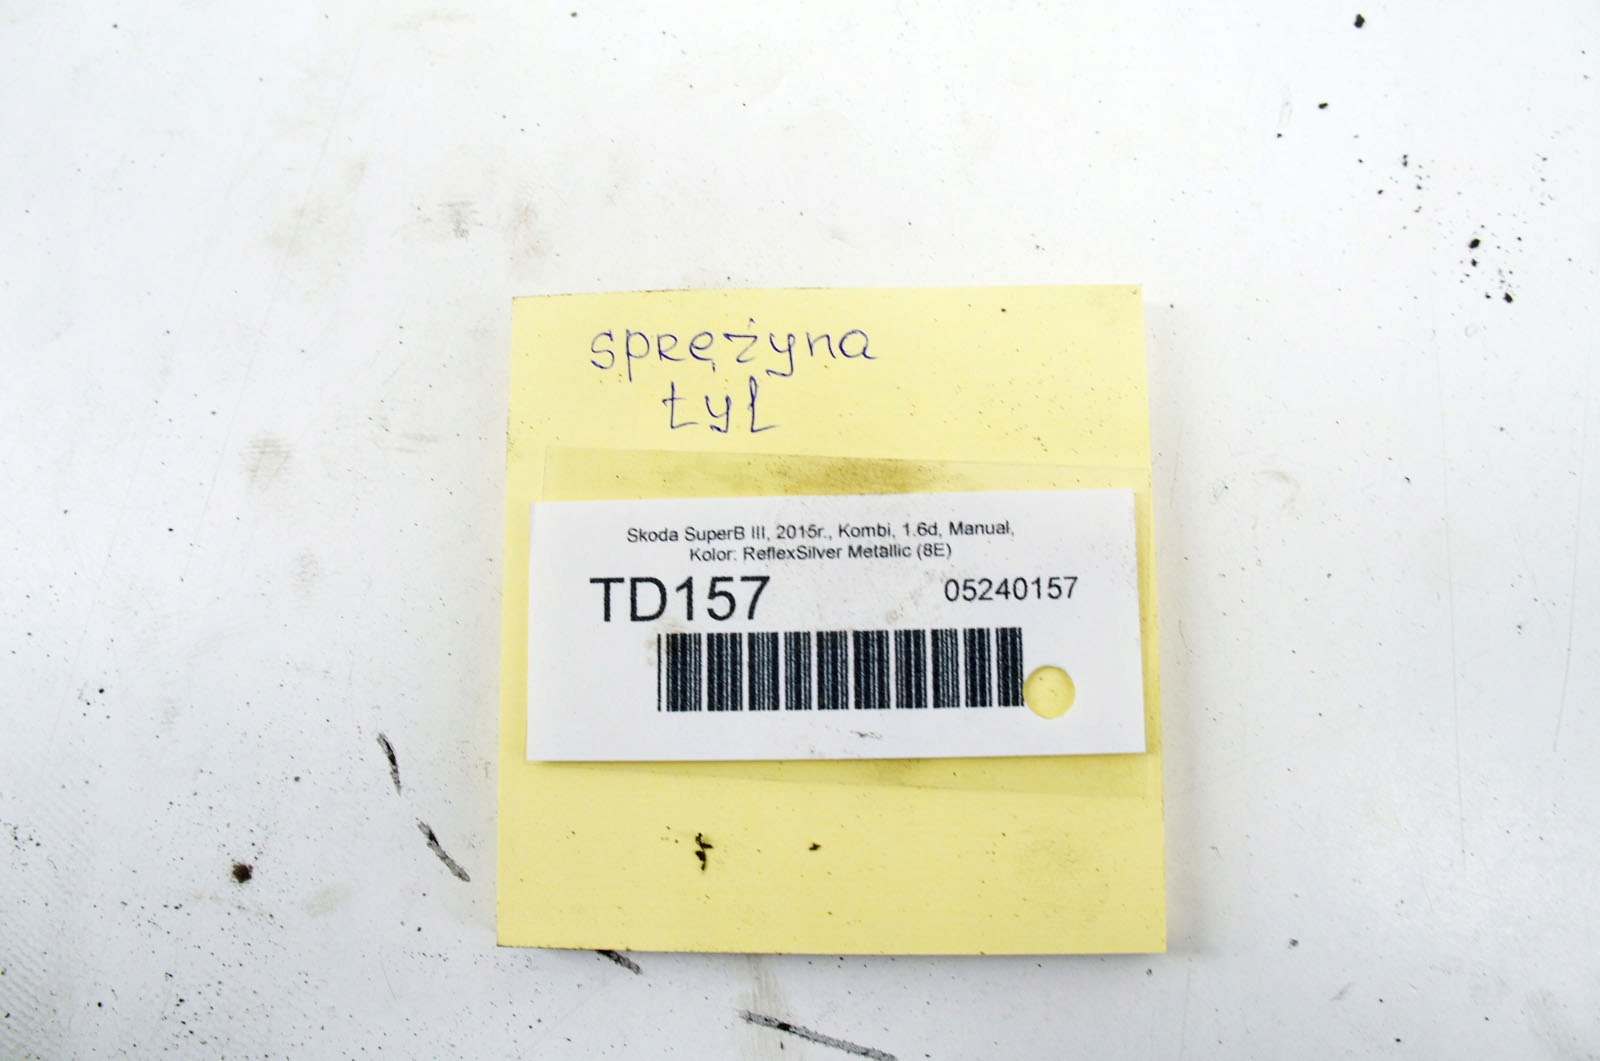 sprężyna
tył
Skoda SuperB III, 2015r., Kombi, 1.6d, Manual,
Kolor: ReflexSilver Metallic (8E)
TD157
05240157